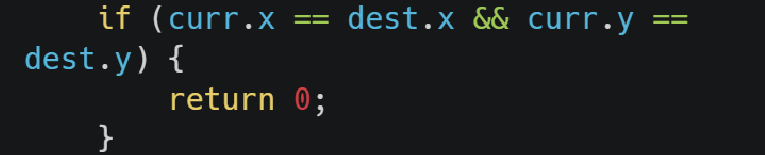 if (curr.x == dest.x && curr.y ==
dest.y) {
return 0;
}